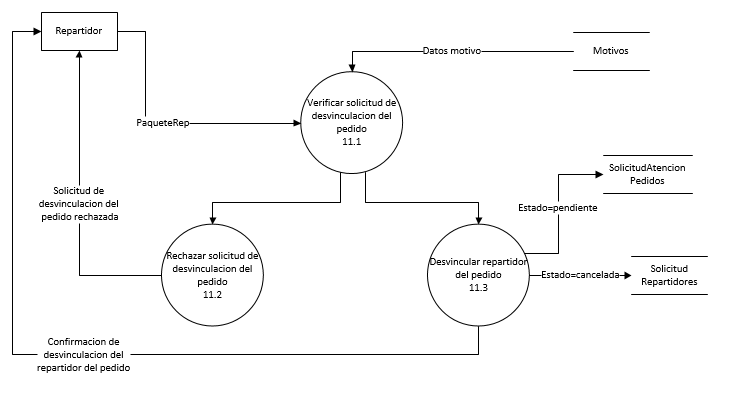 Repartidor
Datos motivo
Motivos
Verificar solicitud de
desvinculacion del
pedido
11.1
PaqueteRep
SolicitudAtencion
Pedidos
Solicitud de
desvinculacion del
pedido rechazada
Estado=pendiente
Rechazar solicitud de
desvinculacion del
pedido
11.2
Desvincular repartidor
del pedido
11.3
Estado=cancelada
Solicitud
Repartidores
Confirmacion de
desvinculacion del
repartidor del pedido